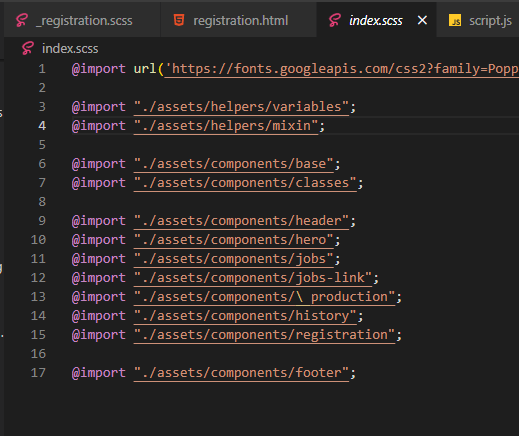 _registration.scss
registration.html
index.scss
JS script.js
index.scss
1 @import url('https://fonts.googleapis.com/css2?family=Popp
2
3 @import "./assets/helpers/variables";
4 @import "./assets/helpers/mixin";
5
6 @import "./assets/components/base";
7 @import "./assets/components/classes";
8
9 @import "./assets/components/header";
10 @import "./assets/components/hero";
11 @import "./assets/components/jobs";
12 @import "./assets/components/jobs-link";
13 @import "./assets/components/\ production";
14 @import "./assets/components/history";
15 @import "./assets/components/registration";
16
17 @import "./assets/components/footer";